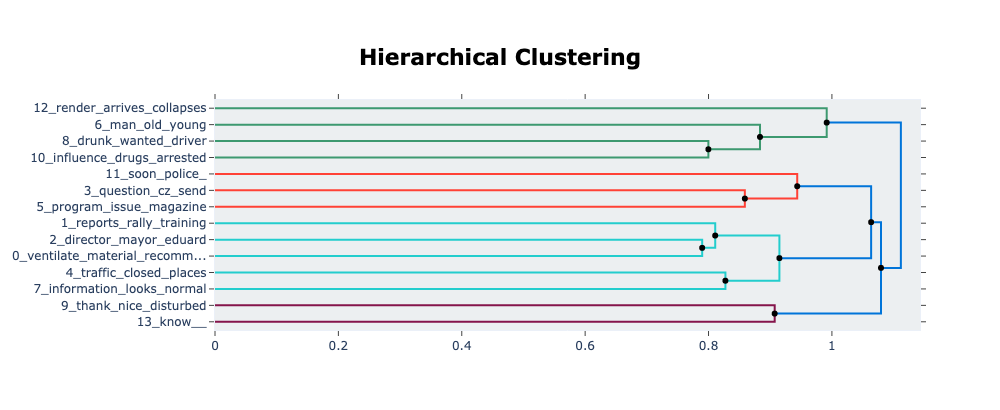 Hierarchical Clustering
12_render_arrives_collapses
6_man_old_young
8_drunk_wanted_driver
10_influence_drugs_arrested
11_soon_police_
3_question_cz_send
5_program_issue_magazine
1_reports_rally_training
2_director_mayor_eduard
0_ventilate_material_recomm...
4_traffic_closed_places
7_information_looks_normal
9_thank_nice_disturbed
13_know__
0 0.2 0.4 0.6 0.8 1